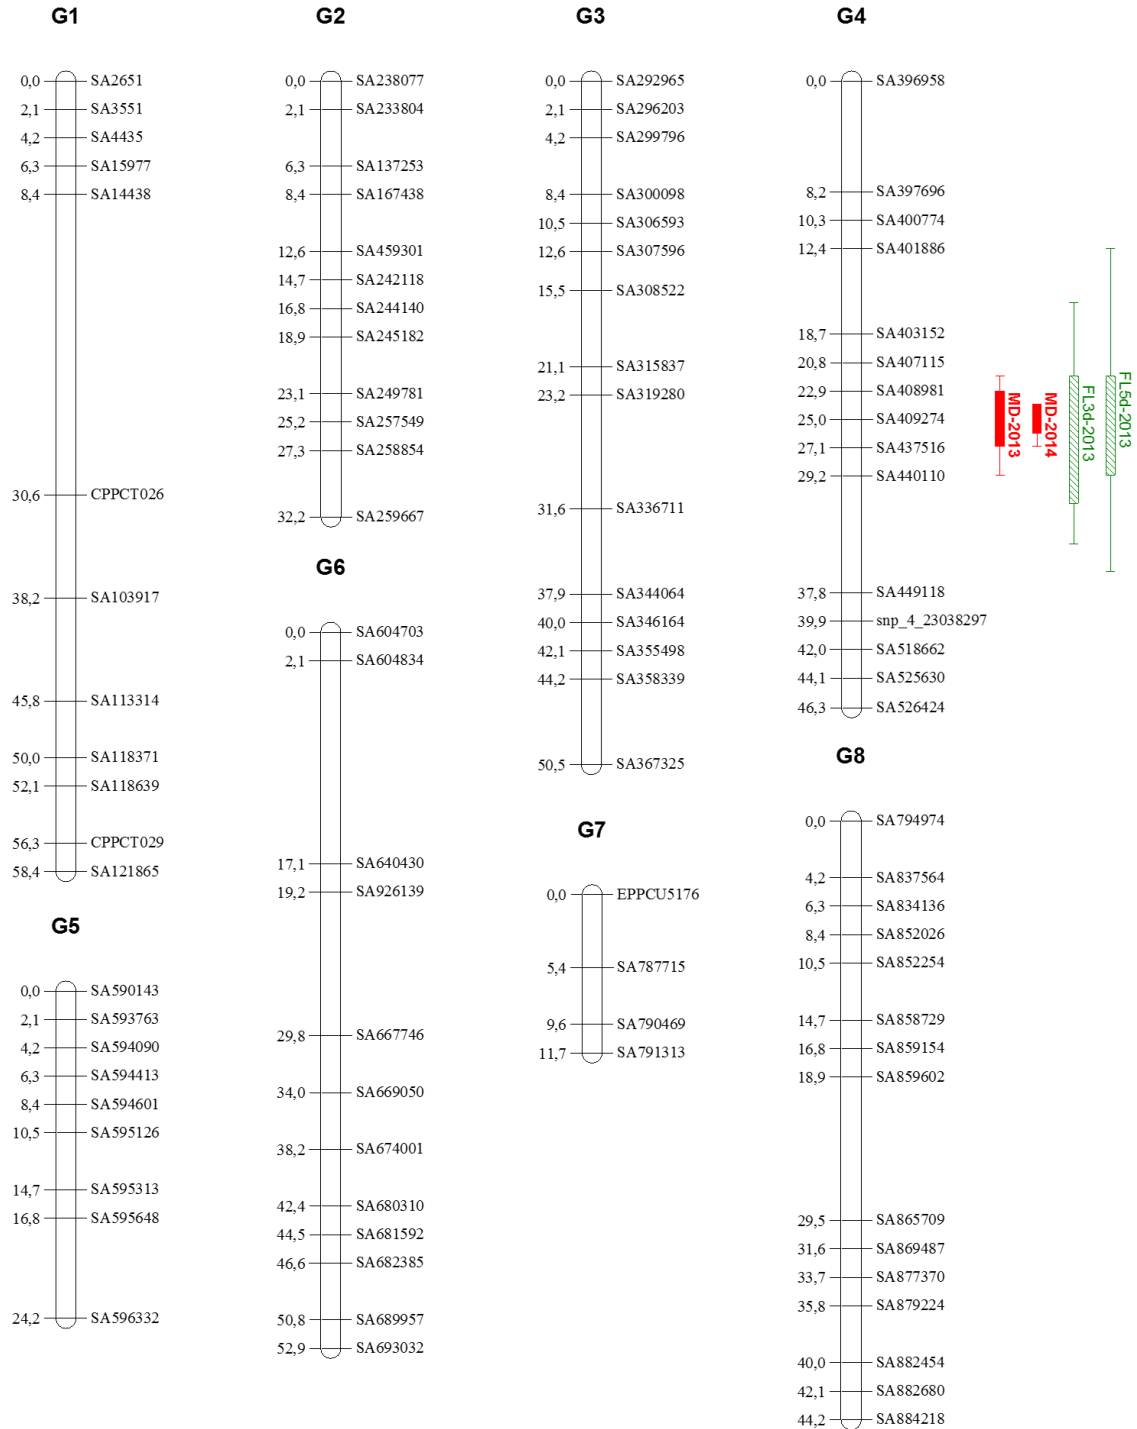 G1
0,0 SA2651
2,1 SA3551
4,2 SA4435
6,3 SA15977
8,4 SA14438
30,6 CPPCT026
38,2 SA103917
45,8 SA113314
50,0 SA118371
52,1 SA118639
56,3 CPPCT029
58,4 SA121865
G2
0,0 SA238077
2,1 SA233804
6,3 SA137253
8,4 SA167438
12,6 SA459301
14,7 SA242118
16,8 SA244140
18,9 SA245182
23,1 SA249781
25,2 SA257549
27,3 SA258854
32,2 SA259667
G3
0,0 SA292965
2,1 SA296203
4,2 SA299796
8,4 SA300098
10,5 SA306593
12,6 SA307596
15,5 SA308522
21,1 SA315837
23,2 SA319280
31,6 SA336711
37,9 SA344064
40,0 SA346164
42,1 SA355498
44,2 SA358339
50,5 SA367325
G4
0,0 SA396958
8,2 SA397696
10,3 SA400774
12,4 SA401886
18,7 SA403152
20,8 SA407115
22,9 SA408981
25,0 SA409274
27,1 SA437516
29,2 SA440110
37,8 SA449118
39,9 snp_4_23038297
42,0 SA518662
44,1 SA525630
46,3 SA526424
MD-2013
MD-2014
FL3d-2013
FL5d-2013
G5
0,0 SA590143
2,1 SA593763
4,2 SA594090
6,3 SA594413
8,4 SA594601
10,5 SA595126
14,7 SA595313
16,8 SA595648
24,2 SA596332
G6
0,0 SA604703
2,1 SA604834
17,1 SA640430
19,2 SA926139
29,8 SA667746
34,0 SA669050
38,2 SA674001
42,4 SA680310
44,5 SA681592
46,6 SA682385
50,8 SA689957
52,9 SA693032
G7
0,0 EPPCU5176
5,4 SA787715
9,6 SA790469
11,7 SA791313
G8
0,0 SA794974
4,2 SA837564
6,3 SA834136
8,4 SA852026
10,5 SA852254
14,7 SA858729
16,8 SA859154
18,9 SA859602
29,5 SA865709
31,6 SA869487
33,7 SA877370
35,8 SA879224
40,0 SA882454
42,1 SA882680
44,2 SA884218